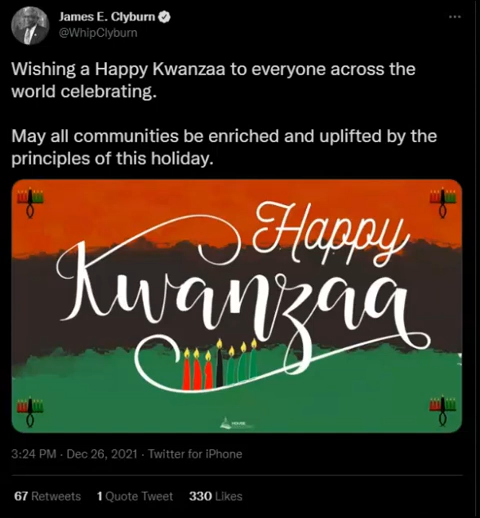 James E. Clyburn
@WhipClyburn
Wishing a Happy Kwanzaa to everyone across the
world celebrating.
May all communities be enriched and uplifted by the
principles of this holiday.
Happy
Kwanzaa
HOUSE
3:24 PM · Dec 26, 2021 · Twitter for iPhone
67 Retweets 1 Quote Tweet 330 Likes